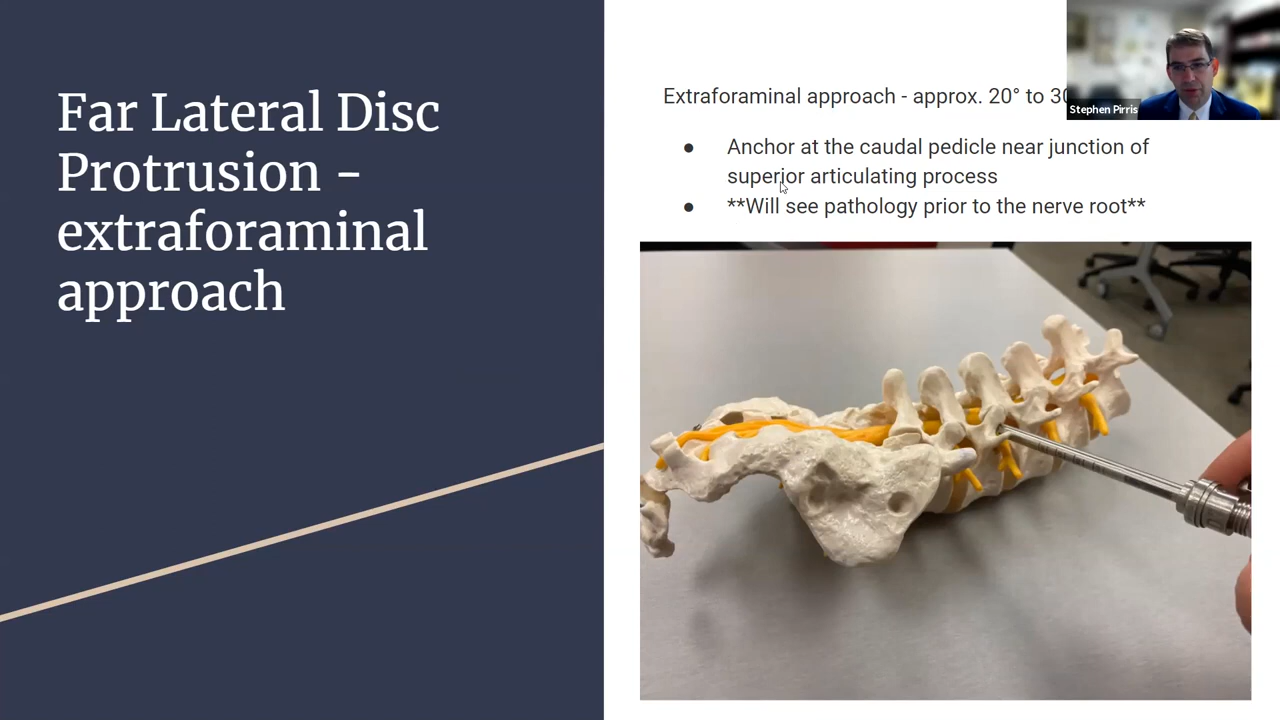 Far Lateral Disc
Protrusion -
extraforaminal
approach
Extraforaminal approach - approx. 20° to 30
Stephen Pirris
Anchor at the caudal pedicle near junction of
superior articulating process
**Will see pathology prior to the nerve root**